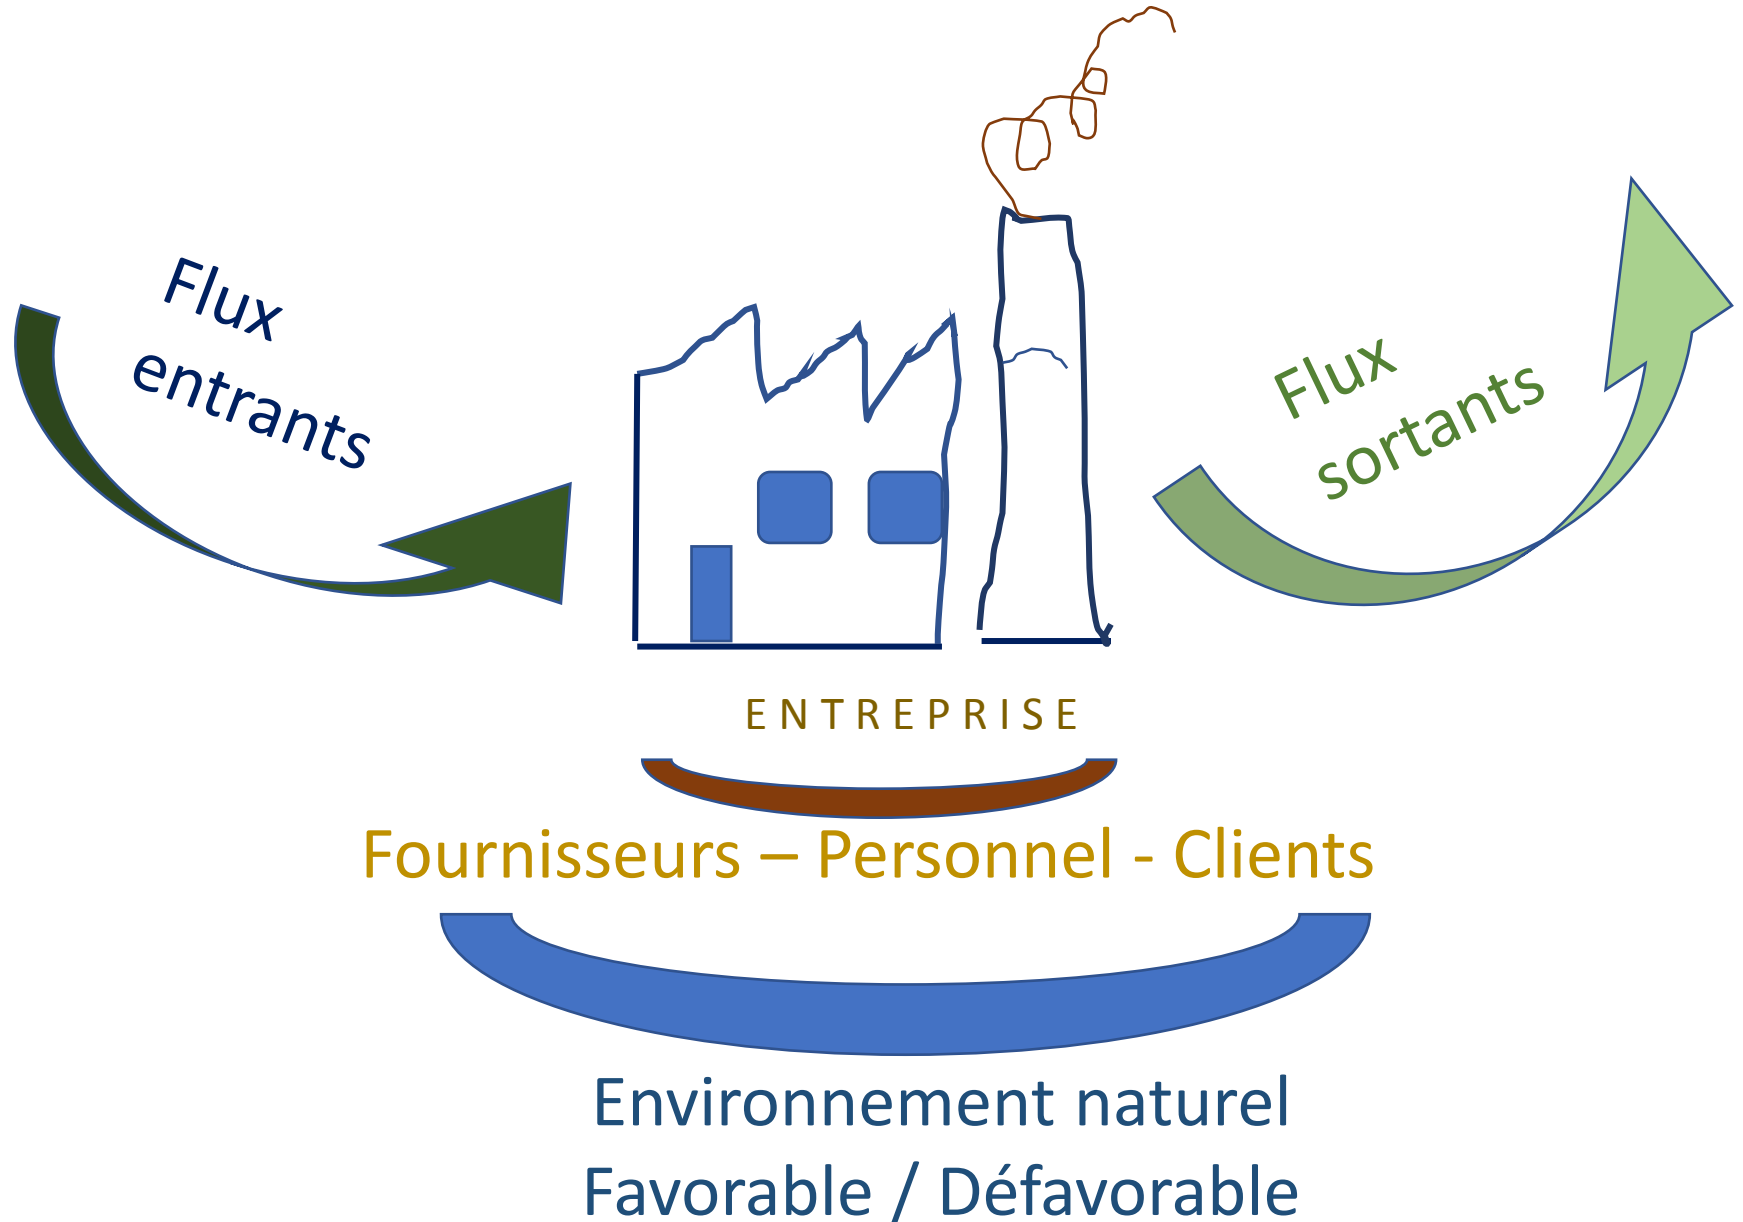 Flux
entrants
Flux
sortants
ENTREPRISE
Fournisseurs – Personnel - Clients
Environnement naturel
Favorable / Défavorable